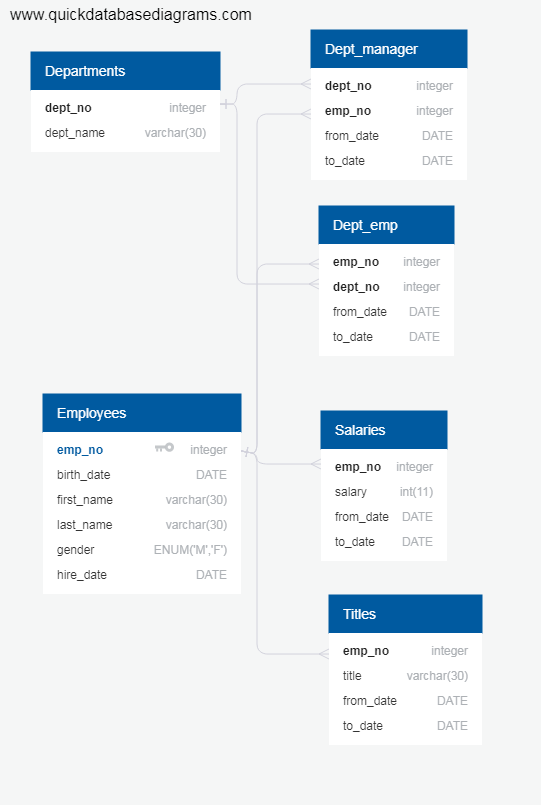 www.quickdatabasediagrams.com
Departments
dept_no integer
dept_name varchar(30)
Dept_manager
dept_no integer
emp_no integer
from_date DATE
to_date DATE
Dept_emp
emp_no integer
dept_no integer
from_date DATE
to_date DATE
Employees
emp_no integer
birth_date DATE
first_name varchar(30)
last_name varchar(30)
gender ENUM('M','F')
hire_date DATE
Salaries
emp_no integer
salary int(11)
from_date DATE
to_date DATE
Titles
emp_no integer
title varchar(30)
from_date DATE
to_date DATE